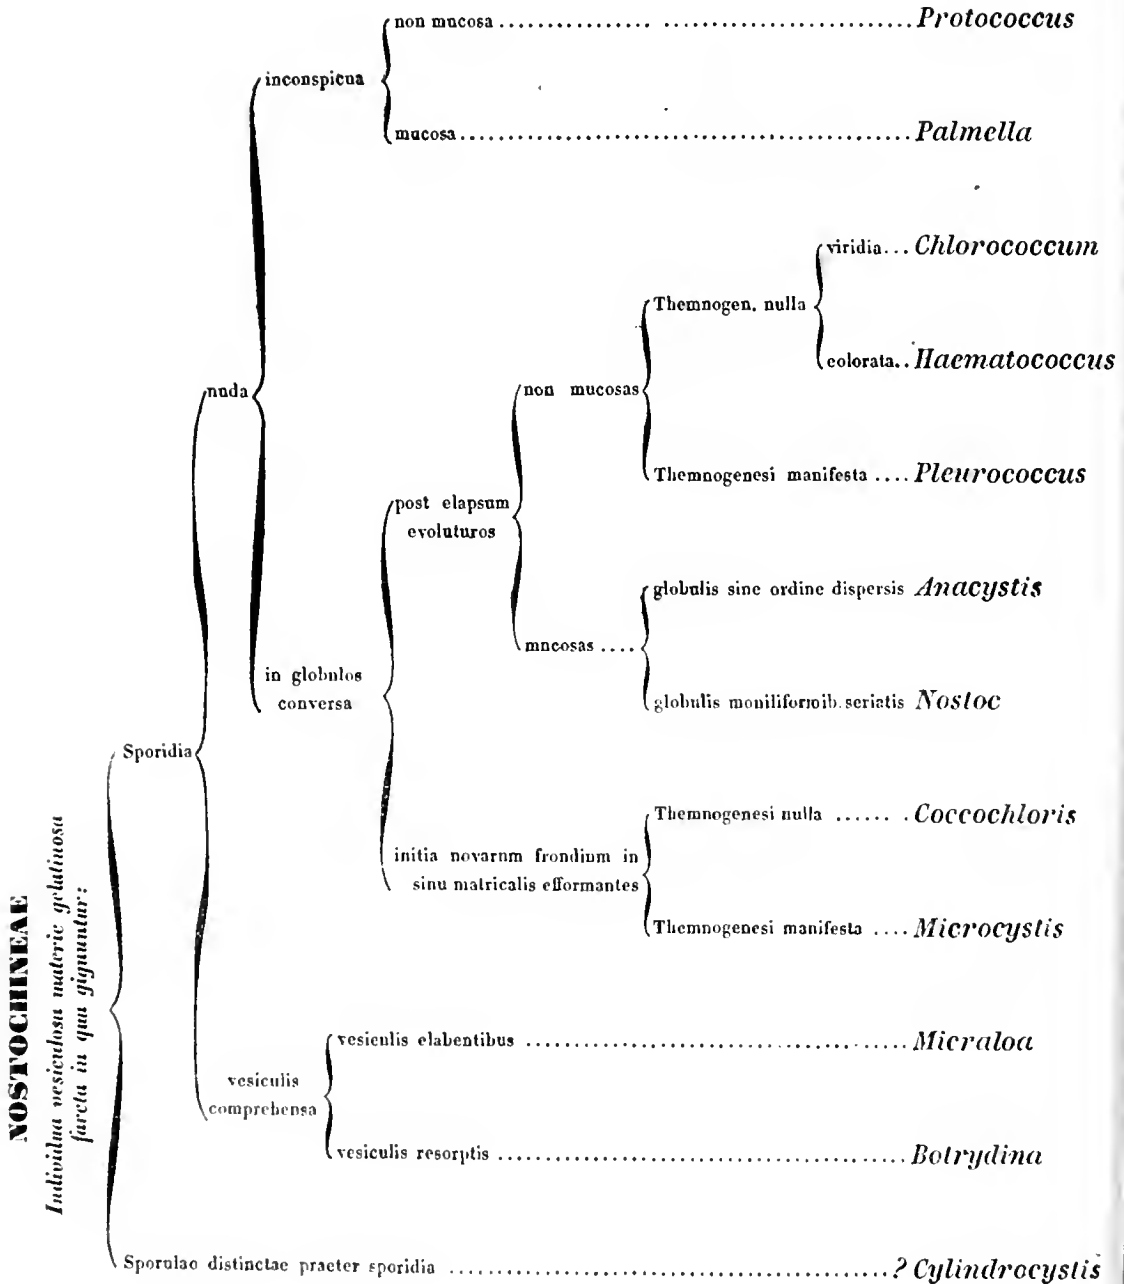 NOSTOCHINEAE
Individua vesiculosa materie gelatinosa
farcta in qua gignuntur:
non mucosa .................. ............................ Protococcus
inconspicua
mucosa ............................................... Palmella
viridia... Chlorococcum
Themnogen. nulla
colorata.. Haematococcus
nuda
non mucosas
Themnogenesi manifesta .... Pleurococcus
post elapsum
evoluturos
globulis sine ordine dispersis Anacystis
mucosas ....
in globulos
conversa
globulis moniliformib. seriatis Nostoc
Sporidia
Themnogenesi nulla ...... . Coccochloris
initia novarum frondium in
sinu matricalis efformantes
Themnogenesi manifesta .... Microcystis
vesiculis elabentibus ....................................... Micraloa
vesiculis
comprehensa
vesiculis resorptis .......................................... Botrydina
Sporulae distinctae praeter sporidia ............................................. ? Cylindrocystis